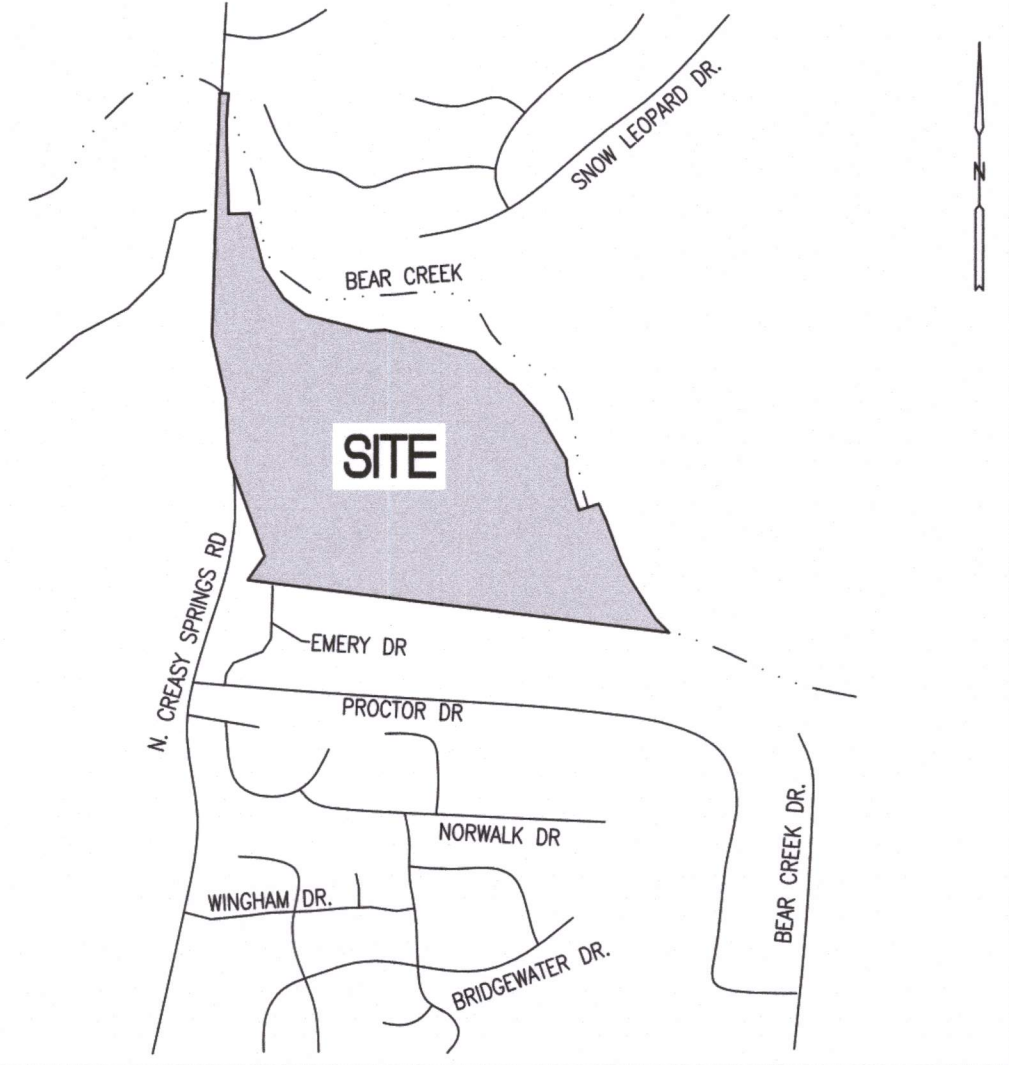 SNOW LEOPARD DR.
N
BEAR CREEK
SITE
N. CREASY SPRINGS RD
EMERY DR
PROCTOR DR
BEAR CREEK DR.
NORWALK DR
WINGHAM DR.
BRIDGEWATER DR.